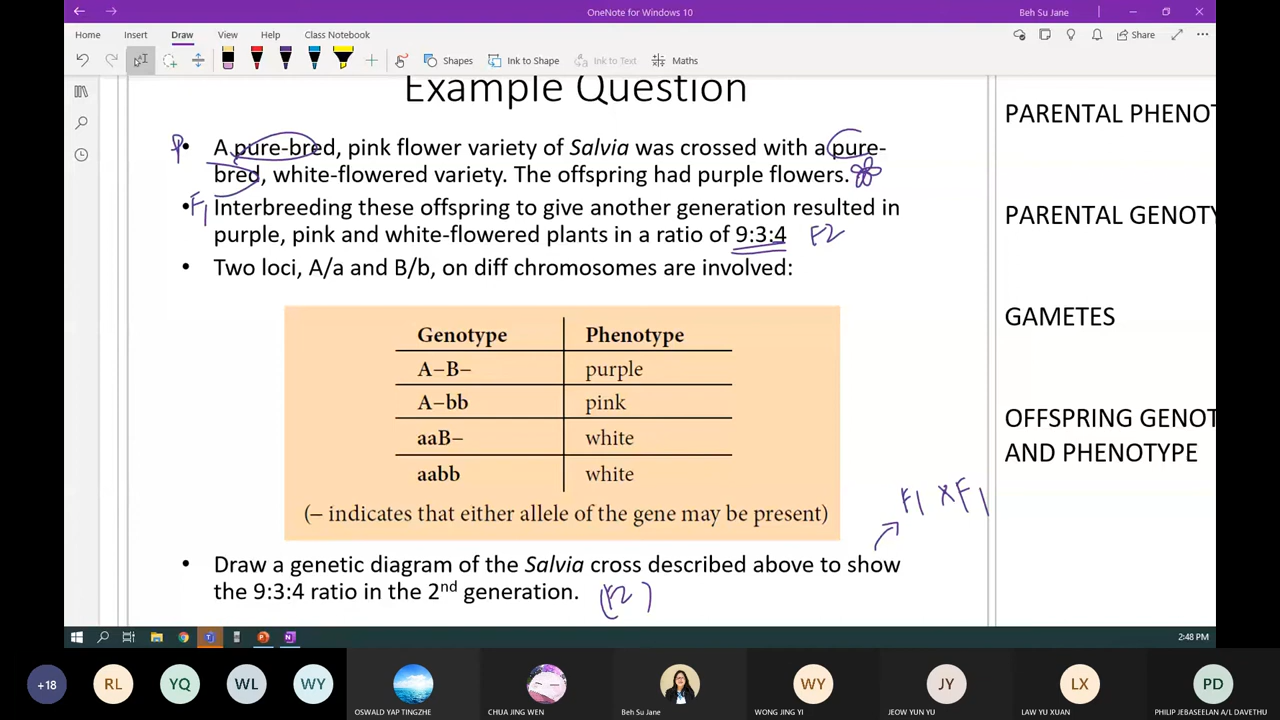 OneNote for Windows 10
Beh Su Jane
Home Insert Draw View Help Class Notebook
Share
Shapes Ink to Shape Ink to Text Maths
Example Question
P • A pure-bred, pink flower variety of Salvia was crossed with a pure-
bred, white-flowered variety. The offspring had purple flowers.
F1 • Interbreeding these offspring to give another generation resulted in
purple, pink and white-flowered plants in a ratio of 9:3:4 F2
• Two loci, A/a and B/b, on diff chromosomes are involved:
Genotype Phenotype
A–B– purple
A–bb pink
aaB– white
aabb white
(– indicates that either allele of the gene may be present)
F1 × F1
• Draw a genetic diagram of the Salvia cross described above to show
the 9:3:4 ratio in the 2nd generation. (F2)
PARENTAL PHENOT
PARENTAL GENOTY
GAMETES
OFFSPRING GENOT
AND PHENOTYPE
2:48 PM
+18 RL YQ WL WY WY JY LX PD
OSWALD YAP TINGZHE CHUA JING WEN Beh Su Jane WONG JING YI JEOW YUN YU LAW YU XUAN PHILIP JEBASEELAN A/L DAVETHU